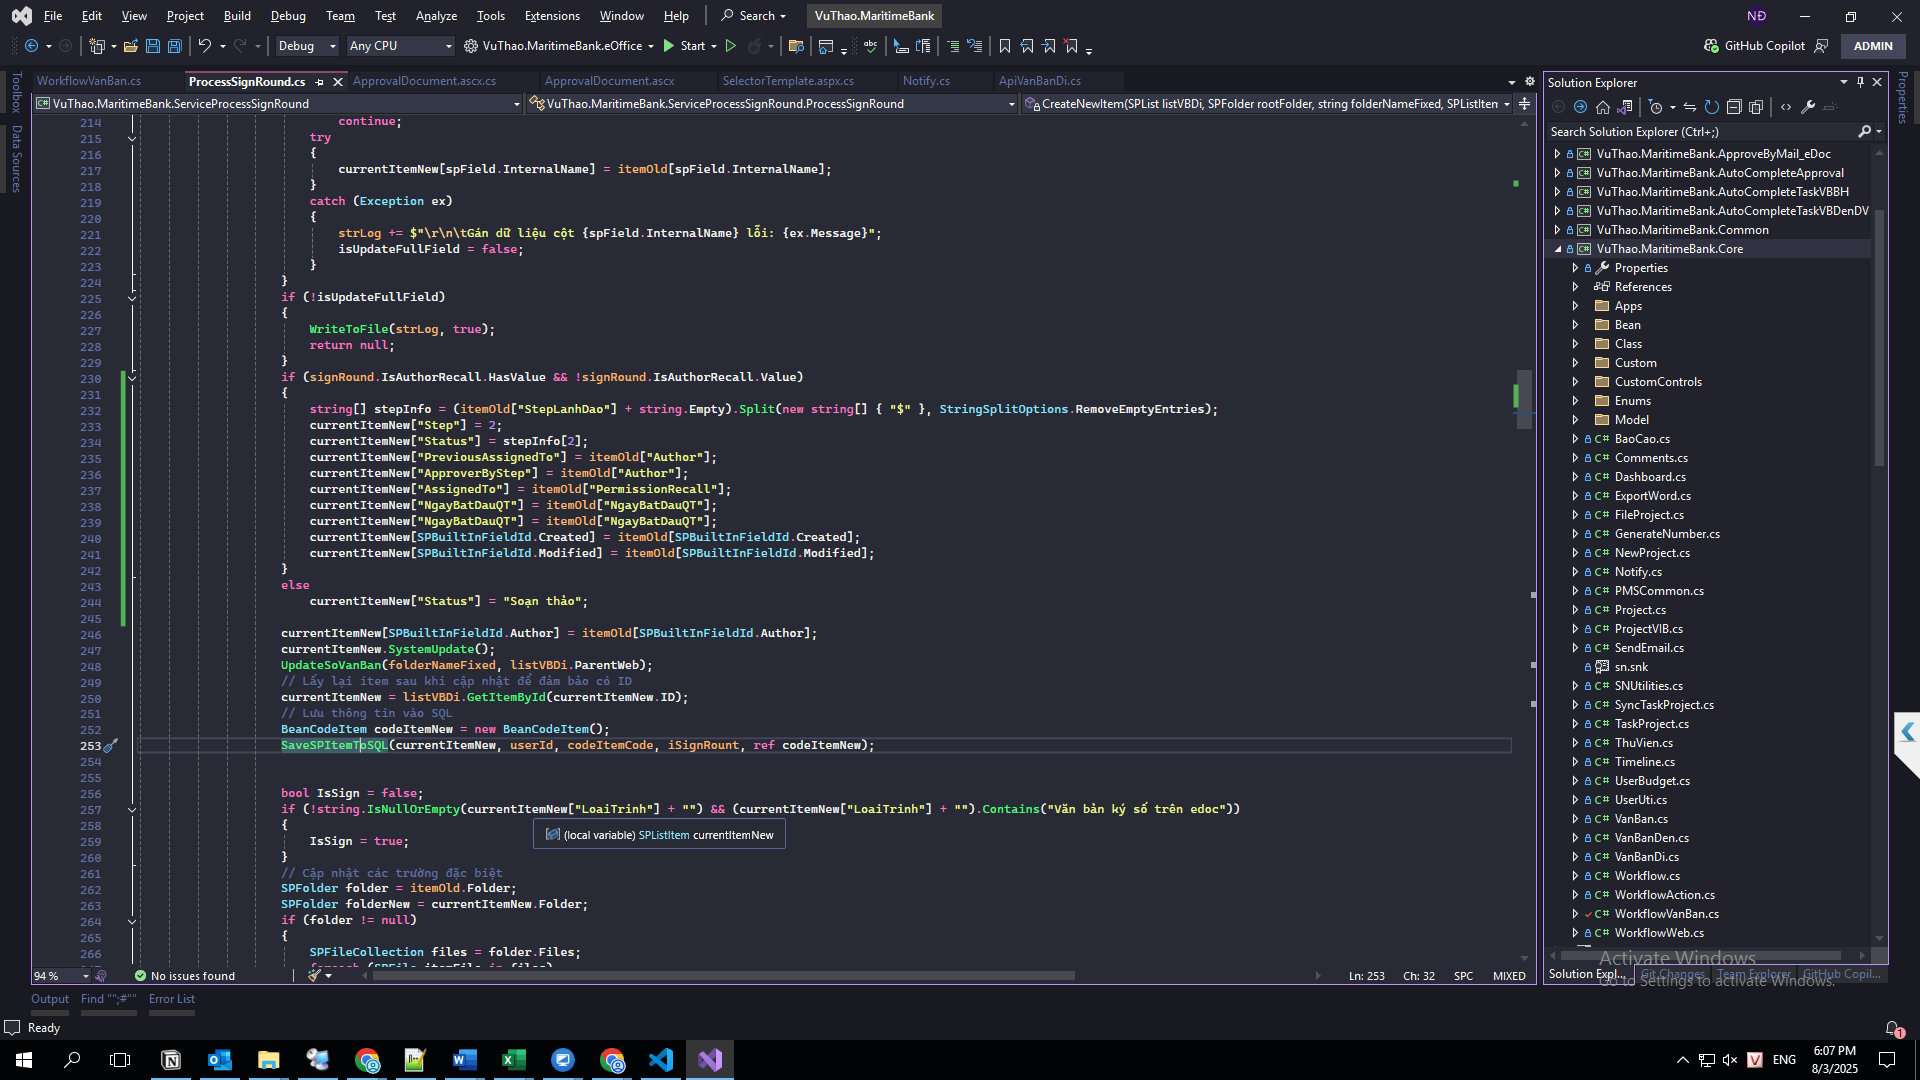 File Edit View Project Build Debug Team Test Analyze Tools Extensions Window Help Search VuThao.MaritimeBank NĐ
Debug Any CPU VuThao.MaritimeBank.eOffice Start GitHub Copilot ADMIN
WorkflowVanBan.cs ProcessSignRound.cs ApprovalDocument.ascx.cs ApprovalDocument.ascx SelectorTemplate.aspx.cs Notify.cs ApiVanBanDi.cs
VuThao.MaritimeBank.ServiceProcessSignRound VuThao.MaritimeBank.ServiceProcessSignRound.ProcessSignRound CreateNewItem(SPList listVBDi, SPFolder rootFolder, string folderNameFixed, SPListItem
Toolbox
Data Sources
214 continue;
215 try
216 {
217 currentItemNew[spField.InternalName] = itemOld[spField.InternalName];
218 }
219 catch (Exception ex)
220 {
221 strLog += $"\r\n\tGán dữ liệu cột {spField.InternalName} lỗi: {ex.Message}";
222 isUpdateFullField = false;
223 }
224 }
225 if (!isUpdateFullField)
226 {
227 WriteToFile(strLog, true);
228 return null;
229 }
230 if (signRound.IsAuthorRecall.HasValue && !signRound.IsAuthorRecall.Value)
231 {
232 string[] stepInfo = (itemOld["StepLanhDao"] + string.Empty).Split(new string[] { "$" }, StringSplitOptions.RemoveEmptyEntries);
233 currentItemNew["Step"] = 2;
234 currentItemNew["Status"] = stepInfo[2];
235 currentItemNew["PreviousAssignedTo"] = itemOld["Author"];
236 currentItemNew["ApproverByStep"] = itemOld["Author"];
237 currentItemNew["AssignedTo"] = itemOld["PermissionRecall"];
238 currentItemNew["NgayBatDauQT"] = itemOld["NgayBatDauQT"];
239 currentItemNew["NgayBatDauQT"] = itemOld["NgayBatDauQT"];
240 currentItemNew[SPBuiltInFieldId.Created] = itemOld[SPBuiltInFieldId.Created];
241 currentItemNew[SPBuiltInFieldId.Modified] = itemOld[SPBuiltInFieldId.Modified];
242 }
243 else
244 currentItemNew["Status"] = "Soạn thảo";
245
246 currentItemNew[SPBuiltInFieldId.Author] = itemOld[SPBuiltInFieldId.Author];
247 currentItemNew.SystemUpdate();
248 UpdateSoVanBan(folderNameFixed, listVBDi.ParentWeb);
249 // Lấy lại item sau khi cập nhật để đảm bảo có ID
250 currentItemNew = listVBDi.GetItemById(currentItemNew.ID);
251 // Lưu thông tin vào SQL
252 BeanCodeItem codeItemNew = new BeanCodeItem();
253 SaveSPItemToSQL(currentItemNew, userId, codeItemCode, iSignRount, ref codeItemNew);
254
255
256 bool IsSign = false;
257 if (!string.IsNullOrEmpty(currentItemNew["LoaiTrinh"] + "") && (currentItemNew["LoaiTrinh"] + "").Contains("Văn bản ký số trên edoc"))
258 {
(local variable) SPListItem currentItemNew
259 IsSign = true;
260 }
261 // Cập nhật các trường đặc biệt
262 SPFolder folder = itemOld.Folder;
263 SPFolder folderNew = currentItemNew.Folder;
264 if (folder != null)
265 {
266 SPFileCollection files = folder.Files;
94 % No issues found Ln: 253 Ch: 32 SPC MIXED
Output Find "";#"" Error List
Ready
Solution Explorer
Search Solution Explorer (Ctrl+;)
VuThao.MaritimeBank.ApproveByMail_eDoc
VuThao.MaritimeBank.AutoCompleteApproval
VuThao.MaritimeBank.AutoCompleteTaskVBBH
VuThao.MaritimeBank.AutoCompleteTaskVBDenDV
VuThao.MaritimeBank.Common
VuThao.MaritimeBank.Core
Properties
References
Apps
Bean
Class
Custom
CustomControls
Enums
Model
C# BaoCao.cs
C# Comments.cs
C# Dashboard.cs
C# ExportWord.cs
C# FileProject.cs
C# GenerateNumber.cs
C# NewProject.cs
C# Notify.cs
C# PMSCommon.cs
C# Project.cs
C# ProjectVIB.cs
C# SendEmail.cs
sn.snk
C# SNUtilities.cs
C# SyncTaskProject.cs
C# TaskProject.cs
C# ThuVien.cs
C# Timeline.cs
C# UserBudget.cs
C# UserUti.cs
C# VanBan.cs
C# VanBanDen.cs
C# VanBanDi.cs
C# Workflow.cs
C# WorkflowAction.cs
C# WorkflowVanBan.cs
C# WorkflowWeb.cs
Solution Expl... Git Changes Team Explorer GitHub Copil...
Properties
Activate Windows
Go to Settings to activate Windows.
1
ENG
6:07 PM
8/3/2025